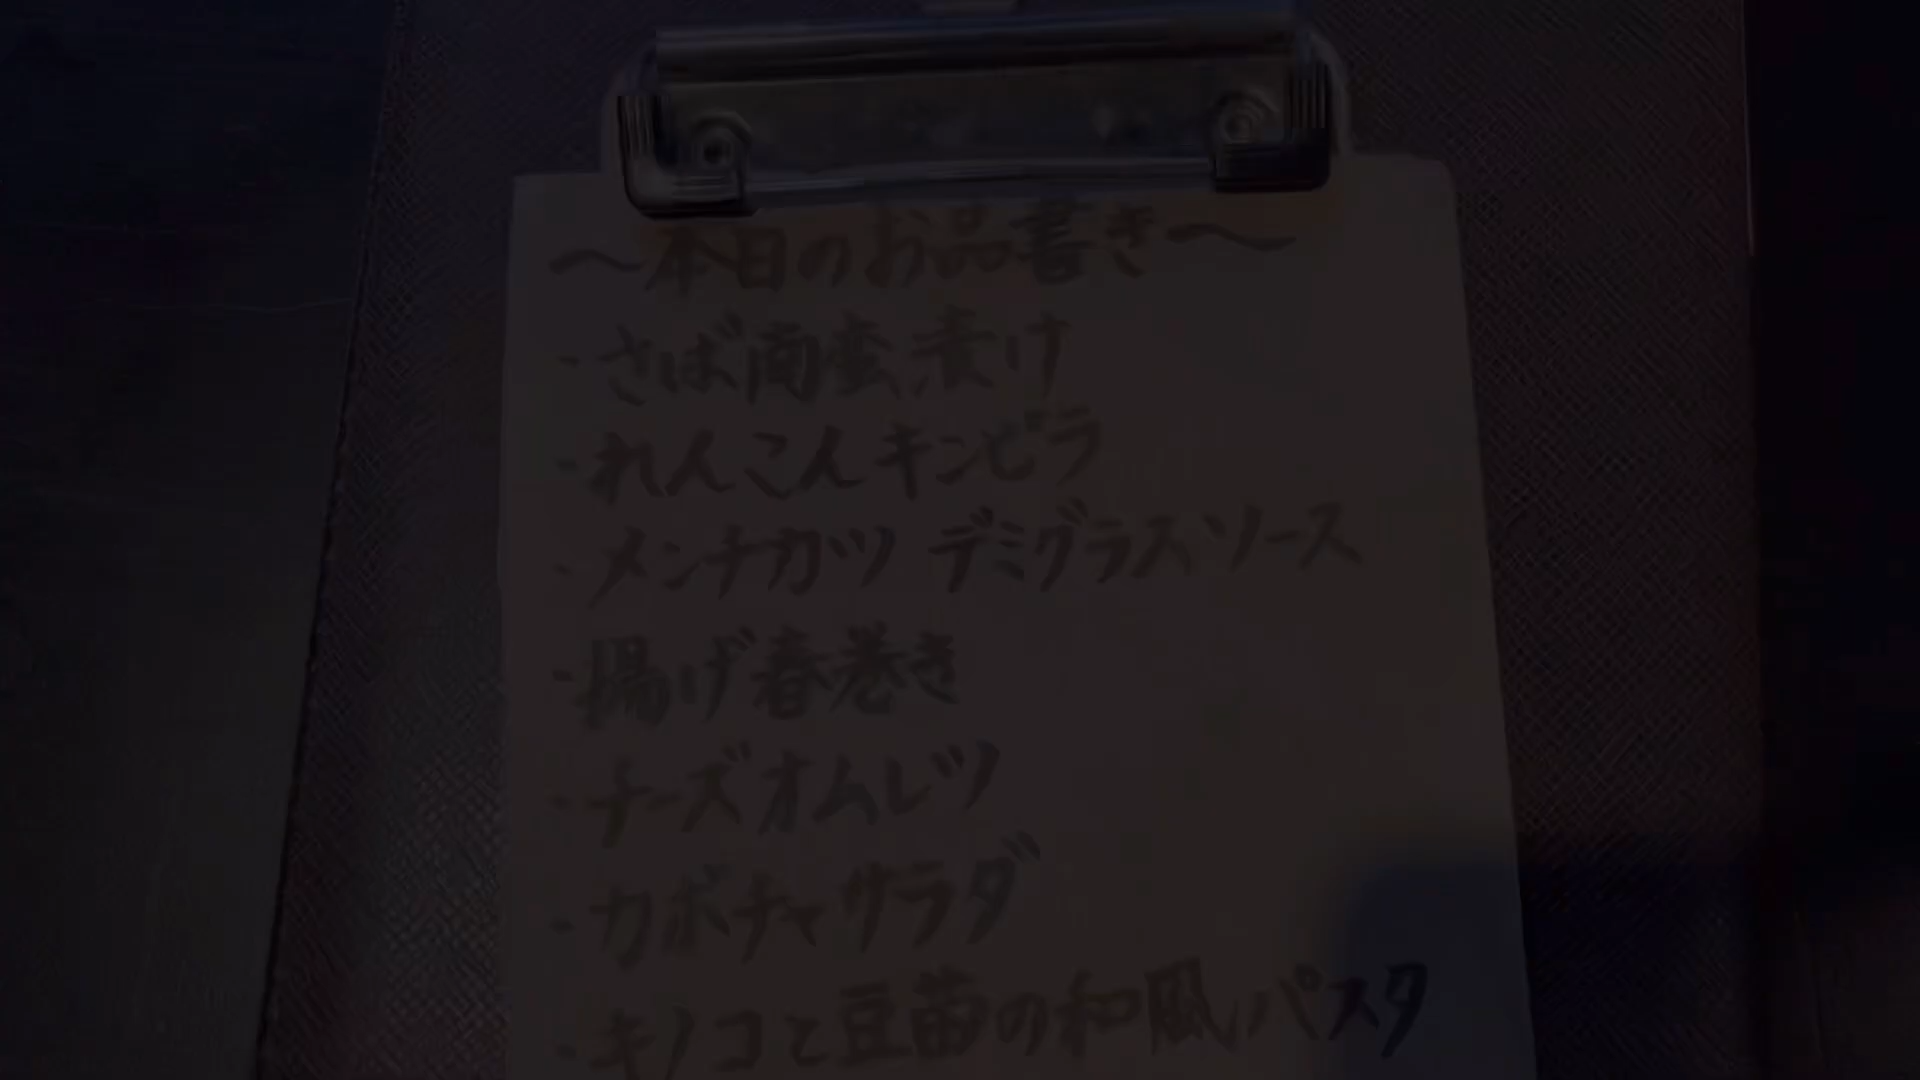 ～本日のお品書き～
・さば南蛮漬け
・れんこんキンピラ
・メンチカツ デミグラスソース
・揚げ春巻き
・チーズオムレツ
・カボチャサラダ
・キノコと豆苗の和風パスタ